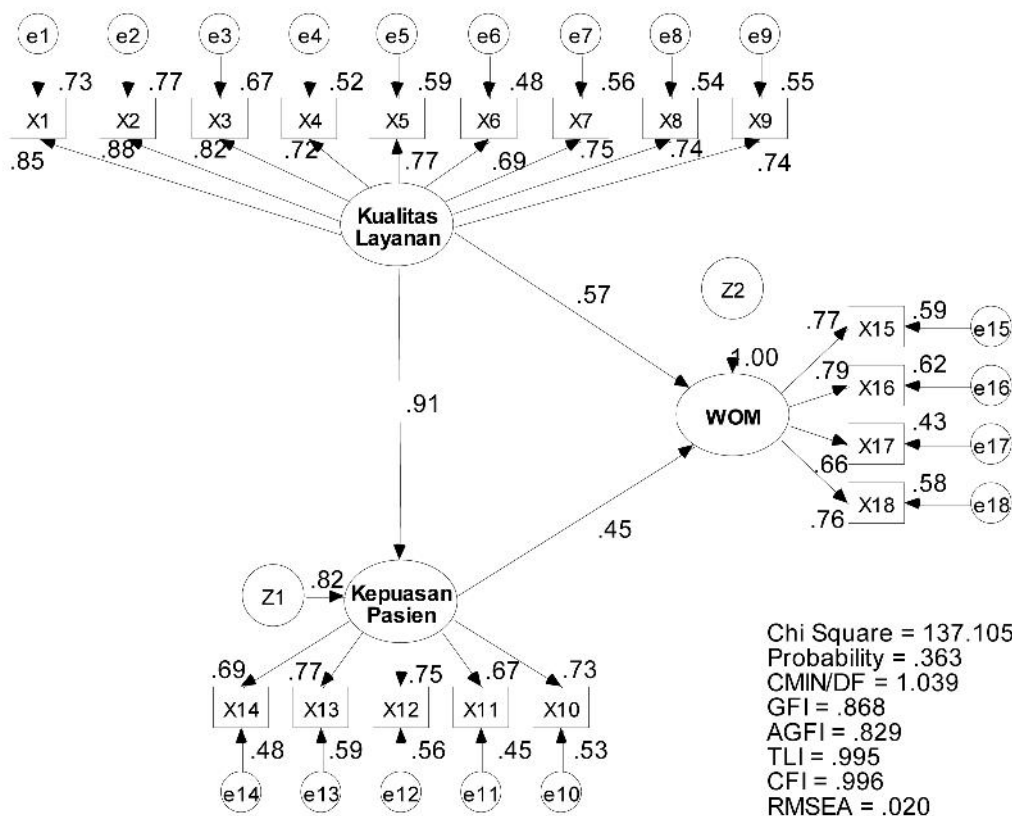 e1 e2 e3 e4 e5 e6 e7 e8 e9
.73 .77 .67 .52 .59 .48 .56 .54 .55
X1 X2 X3 X4 X5 X6 X7 X8 X9
.85 .88 .82 .72 .77 .69 .75 .74 .74
Kualitas
Layanan
.57
Z2
1.00
.91
WOM
.77 X15 .59 e15
.79 X16 .62 e16
.66 X17 .43 e17
.76 X18 .58 e18
.45
Z1 .82
Kepuasan
Pasien
.69 .77 .75 .67 .73
X14 X13 X12 X11 X10
.48 .59 .56 .45 .53
e14 e13 e12 e11 e10
Chi Square = 137.105
Probability = .363
CMIN/DF = 1.039
GFI = .868
AGFI = .829
TLI = .995
CFI = .996
RMSEA = .020